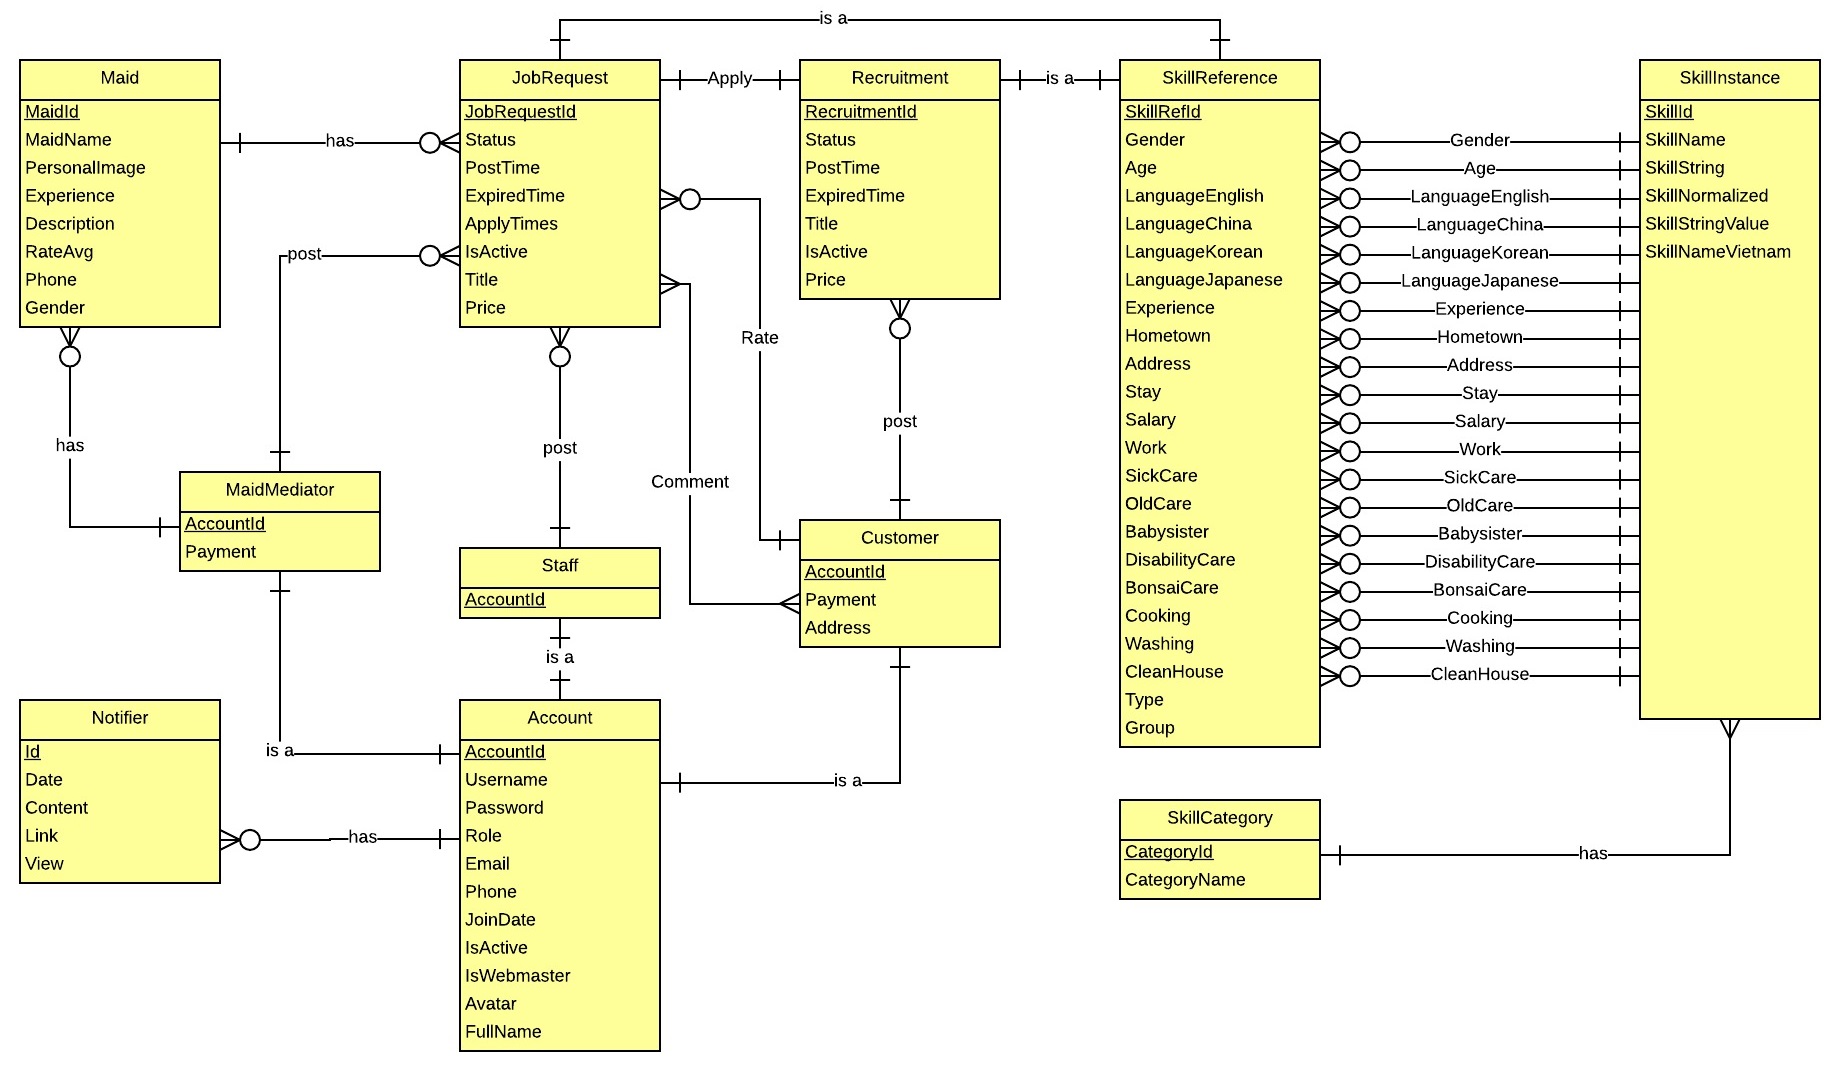 is a
Maid
MaidId
MaidName
PersonalImage
Experience
Description
RateAvg
Phone
Gender
has
JobRequest
JobRequestId
Status
PostTime
ExpiredTime
ApplyTimes
IsActive
Title
Price
Apply
Recruitment
RecruitmentId
Status
PostTime
ExpiredTime
Title
IsActive
Price
is a
SkillReference
SkillRefId
Gender
Age
LanguageEnglish
LanguageChina
LanguageKorean
LanguageJapanese
Experience
Hometown
Address
Stay
Salary
Work
SickCare
OldCare
Babysister
DisabilityCare
BonsaiCare
Cooking
Washing
CleanHouse
Type
Group
Gender
Age
LanguageEnglish
LanguageChina
LanguageKorean
LanguageJapanese
Experience
Hometown
Address
Stay
Salary
Work
SickCare
OldCare
Babysister
DisabilityCare
BonsaiCare
Cooking
Washing
CleanHouse
SkillInstance
SkillId
SkillName
SkillString
SkillNormalized
SkillStringValue
SkillNameVietnam
post
has
post
Rate
Comment
post
MaidMediator
AccountId
Payment
Staff
AccountId
Customer
AccountId
Payment
Address
is a
is a
is a
Notifier
Id
Date
Content
Link
View
has
Account
AccountId
Username
Password
Role
Email
Phone
JoinDate
IsActive
IsWebmaster
Avatar
FullName
SkillCategory
CategoryId
CategoryName
has